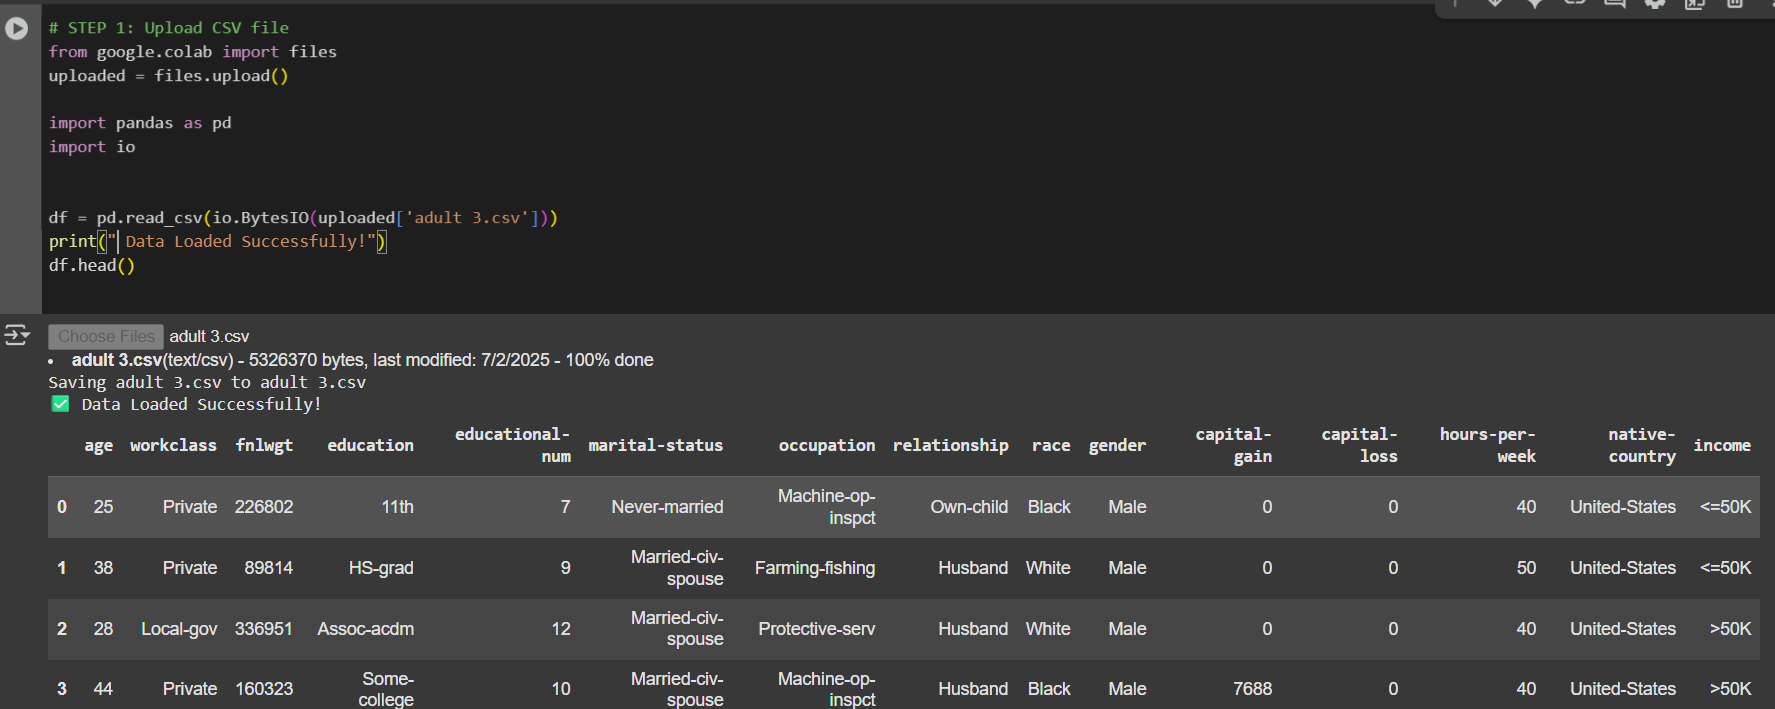 # STEP 1: Upload CSV file
from google.colab import files
uploaded = files.upload()
import pandas as pd
import io
df = pd.read_csv(io.BytesIO(uploaded['adult 3.csv']))
print(" Data Loaded Successfully!")
df.head()
Choose Files adult 3.csv
• adult 3.csv(text/csv) - 5326370 bytes, last modified: 7/2/2025 - 100% done
Saving adult 3.csv to adult 3.csv
✅ Data Loaded Successfully!
age workclass fnlwgt education educational-num marital-status occupation relationship race gender capital-gain capital-loss hours-per-week native-country income
0 25 Private 226802 11th 7 Never-married Machine-op-inspct Own-child Black Male 0 0 40 United-States <=50K
1 38 Private 89814 HS-grad 9 Married-civ-spouse Farming-fishing Husband White Male 0 0 50 United-States <=50K
2 28 Local-gov 336951 Assoc-acdm 12 Married-civ-spouse Protective-serv Husband White Male 0 0 40 United-States >50K
3 44 Private 160323 Some-college 10 Married-civ-spouse Machine-op-inspct Husband Black Male 7688 0 40 United-States >50K